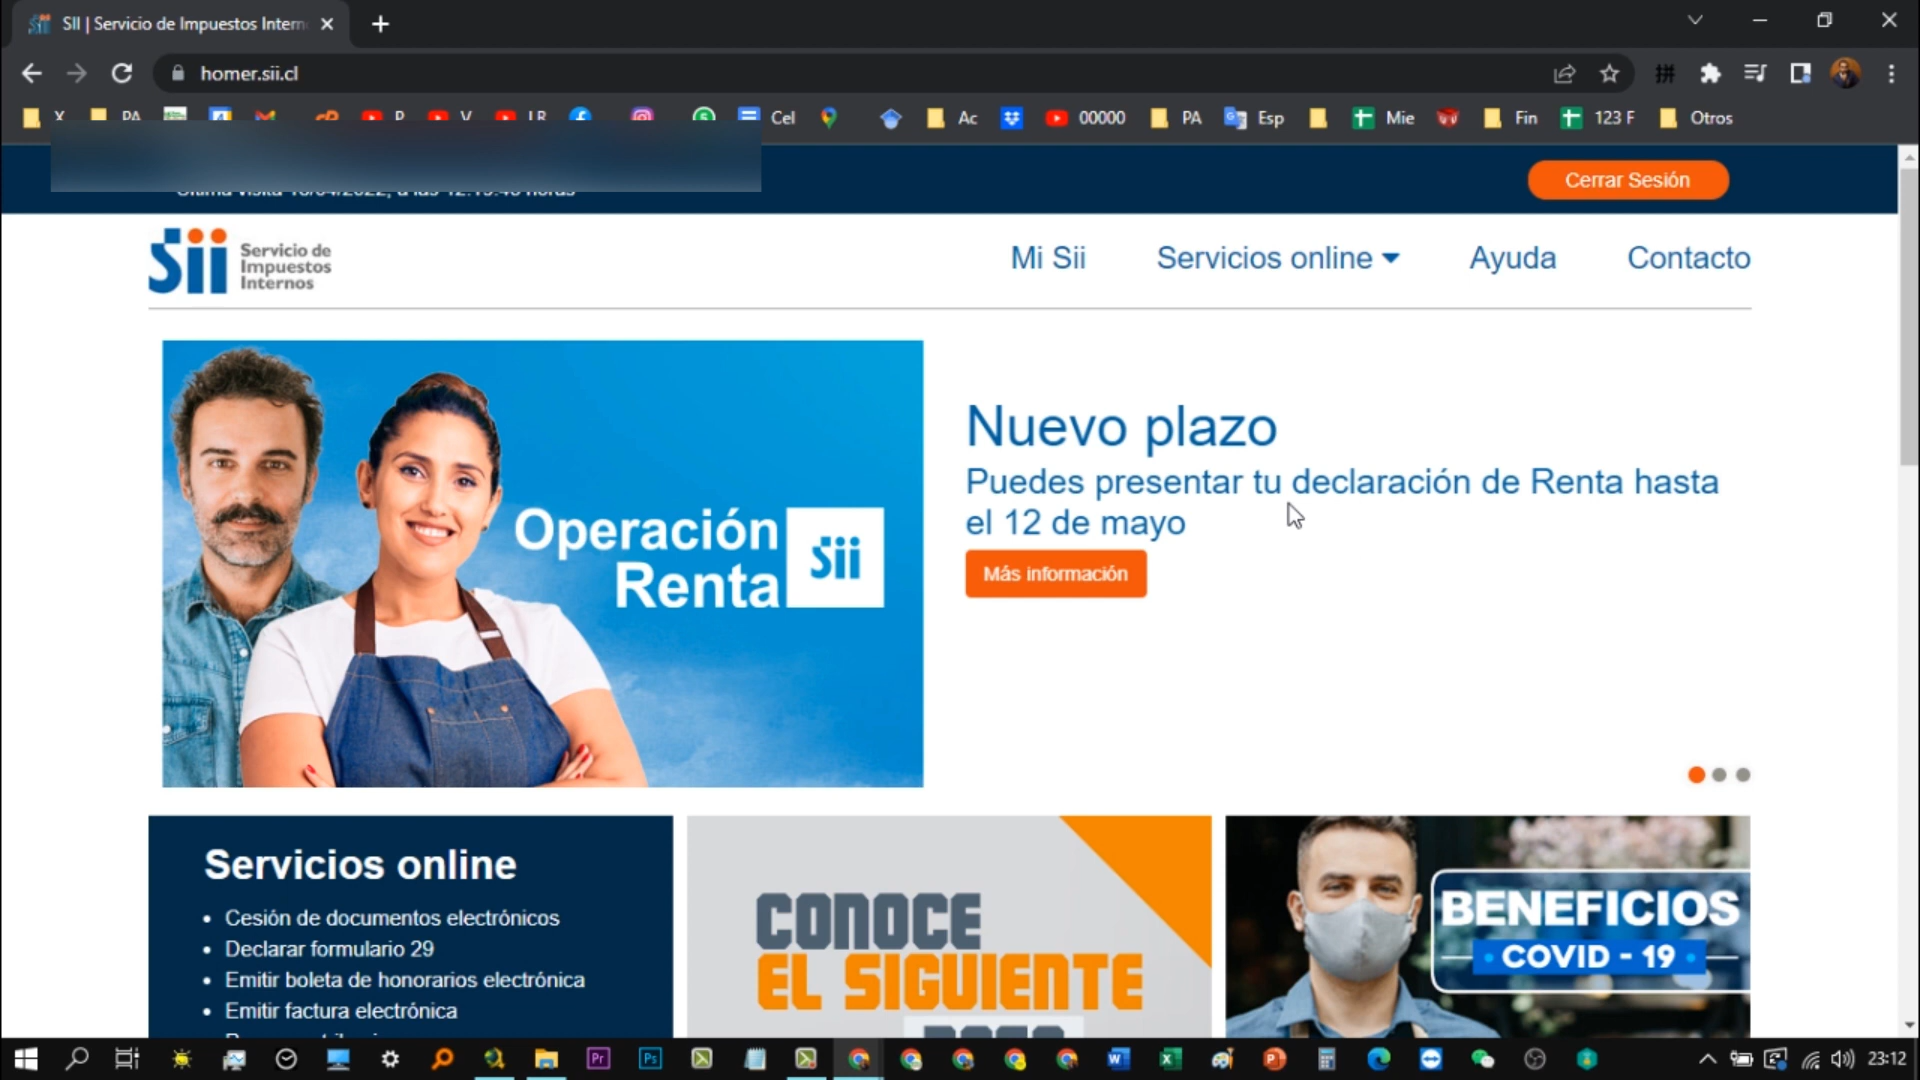 SII | Servicio de Impuestos Intern
homer.sii.cl
X
PA
P
V
LR
Cel
Ac
00000
PA
Esp
Mie
Fin
123 F
Otros
Cerrar Sesión
Sii Servicio de
Impuestos
Internos
Mi Sii
Servicios online
Ayuda
Contacto
Operación
Renta
Sii
Nuevo plazo
Puedes presentar tu declaración de Renta hasta
el 12 de mayo
Más información
Servicios online
• Cesión de documentos electrónicos
• Declarar formulario 29
• Emitir boleta de honorarios electrónica
• Emitir factura electrónica
CONOCE
EL SIGUIENTE
BENEFICIOS
COVID - 19
23:12